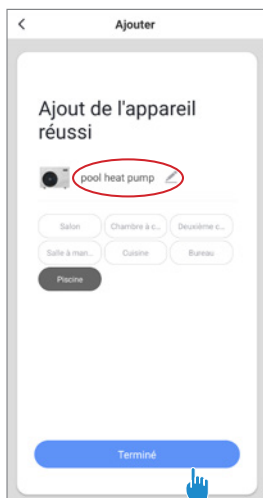 Ajouter
Ajout de l'appareil
réussi
pool heat pump
Salon Chambre à c... Deuxième c...
Salle à man... Cuisine Bureau
Piscine
Terminé